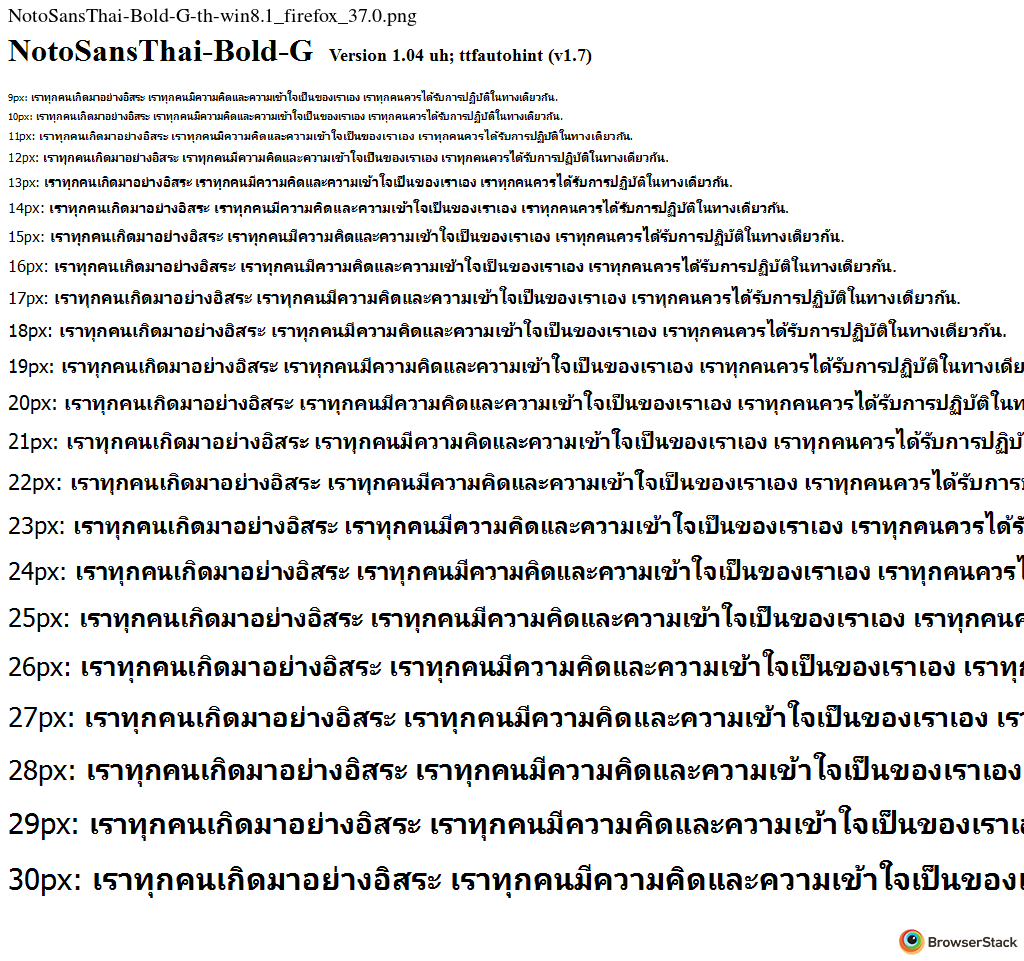 NotoSansThai-Bold-G-th-win8.1_firefox_37.0.png
NotoSansThai-Bold-G Version 1.04 uh; ttfautohint (v1.7)
9px: เราทุกคนเกิดมาอย่างอิสระ เราทุกคนมีความคิดและความเข้าใจเป็นของเราเอง เราทุกคนควรได้รับการปฏิบัติในทางเดียวกัน.
10px: เราทุกคนเกิดมาอย่างอิสระ เราทุกคนมีความคิดและความเข้าใจเป็นของเราเอง เราทุกคนควรได้รับการปฏิบัติในทางเดียวกัน.
11px: เราทุกคนเกิดมาอย่างอิสระ เราทุกคนมีความคิดและความเข้าใจเป็นของเราเอง เราทุกคนควรได้รับการปฏิบัติในทางเดียวกัน.
12px: เราทุกคนเกิดมาอย่างอิสระ เราทุกคนมีความคิดและความเข้าใจเป็นของเราเอง เราทุกคนควรได้รับการปฏิบัติในทางเดียวกัน.
13px: เราทุกคนเกิดมาอย่างอิสระ เราทุกคนมีความคิดและความเข้าใจเป็นของเราเอง เราทุกคนควรได้รับการปฏิบัติในทางเดียวกัน.
14px: เราทุกคนเกิดมาอย่างอิสระ เราทุกคนมีความคิดและความเข้าใจเป็นของเราเอง เราทุกคนควรได้รับการปฏิบัติในทางเดียวกัน.
15px: เราทุกคนเกิดมาอย่างอิสระ เราทุกคนมีความคิดและความเข้าใจเป็นของเราเอง เราทุกคนควรได้รับการปฏิบัติในทางเดียวกัน.
16px: เราทุกคนเกิดมาอย่างอิสระ เราทุกคนมีความคิดและความเข้าใจเป็นของเราเอง เราทุกคนควรได้รับการปฏิบัติในทางเดียวกัน.
17px: เราทุกคนเกิดมาอย่างอิสระ เราทุกคนมีความคิดและความเข้าใจเป็นของเราเอง เราทุกคนควรได้รับการปฏิบัติในทางเดียวกัน.
18px: เราทุกคนเกิดมาอย่างอิสระ เราทุกคนมีความคิดและความเข้าใจเป็นของเราเอง เราทุกคนควรได้รับการปฏิบัติในทางเดียวกัน.
19px: เราทุกคนเกิดมาอย่างอิสระ เราทุกคนมีความคิดและความเข้าใจเป็นของเราเอง เราทุกคนควรได้รับการปฏิบัติในทางเดีย
20px: เราทุกคนเกิดมาอย่างอิสระ เราทุกคนมีความคิดและความเข้าใจเป็นของเราเอง เราทุกคนควรได้รับการปฏิบัติในท
21px: เราทุกคนเกิดมาอย่างอิสระ เราทุกคนมีความคิดและความเข้าใจเป็นของเราเอง เราทุกคนควรได้รับการปฏิบั
22px: เราทุกคนเกิดมาอย่างอิสระ เราทุกคนมีความคิดและความเข้าใจเป็นของเราเอง เราทุกคนควรได้รับการ
23px: เราทุกคนเกิดมาอย่างอิสระ เราทุกคนมีความคิดและความเข้าใจเป็นของเราเอง เราทุกคนควรได้รั
24px: เราทุกคนเกิดมาอย่างอิสระ เราทุกคนมีความคิดและความเข้าใจเป็นของเราเอง เราทุกคนควรไ
25px: เราทุกคนเกิดมาอย่างอิสระ เราทุกคนมีความคิดและความเข้าใจเป็นของเราเอง เราทุกคนค
26px: เราทุกคนเกิดมาอย่างอิสระ เราทุกคนมีความคิดและความเข้าใจเป็นของเราเอง เราทุก
27px: เราทุกคนเกิดมาอย่างอิสระ เราทุกคนมีความคิดและความเข้าใจเป็นของเราเอง เรา
28px: เราทุกคนเกิดมาอย่างอิสระ เราทุกคนมีความคิดและความเข้าใจเป็นของเราเอง
29px: เราทุกคนเกิดมาอย่างอิสระ เราทุกคนมีความคิดและความเข้าใจเป็นของเราเ
30px: เราทุกคนเกิดมาอย่างอิสระ เราทุกคนมีความคิดและความเข้าใจเป็นของเ
BrowserStack